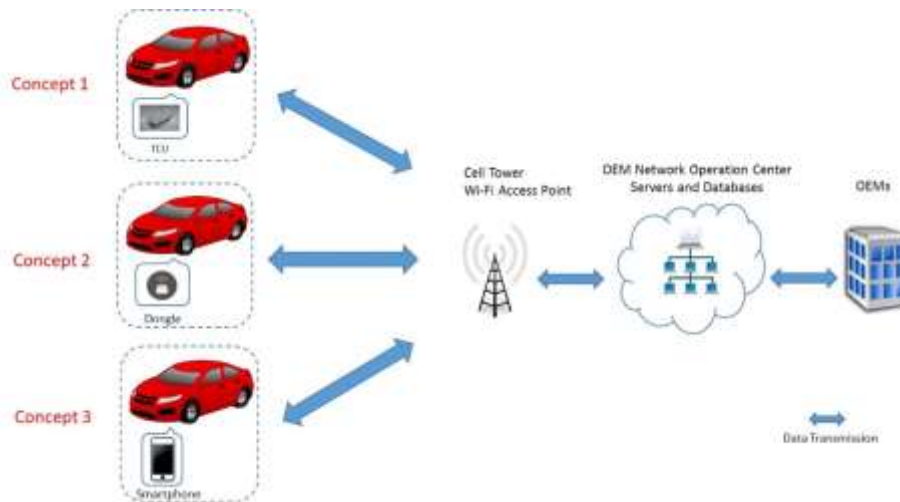 Concept 1
TCU
Concept 2
Dongle
Concept 3
Smartphone
Cell Tower
Wi-Fi Access Point
OEM Network Operation Center
Servers and Databases
OEMs
Data Transmission